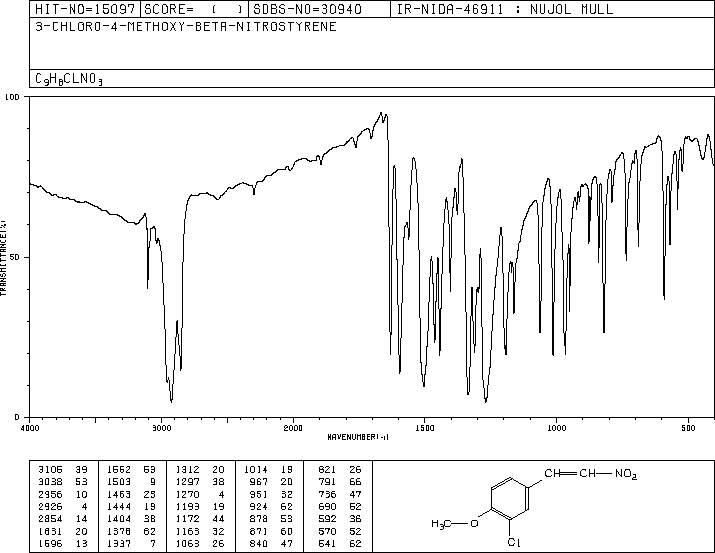 HIT-NO=15097 SCORE= ( ) SDBS-NO=30940 IR-NIDA-46911 : NUJOL MULL
3-CHLORO-4-METHOXY-BETA-NITROSTYRENE
C9H8CLNO3
100
50
0
TRANSMITTANCE(%)
4000 3000 2000 1500 1000 500
WAVENUMBER(-1)
3105 39 1562 59 1312 20 1014 19 821 26
3038 53 1503 9 1297 38 967 20 791 66
2956 10 1463 23 1270 4 951 32 736 47
2926 4 1444 19 1193 19 924 62 690 52
2854 14 1404 38 1172 44 878 53 592 36
1631 20 1378 62 1163 32 871 60 570 52
1596 13 1337 7 1063 26 840 47 541 62
CH=CH-NO2
H3C-O
Cl